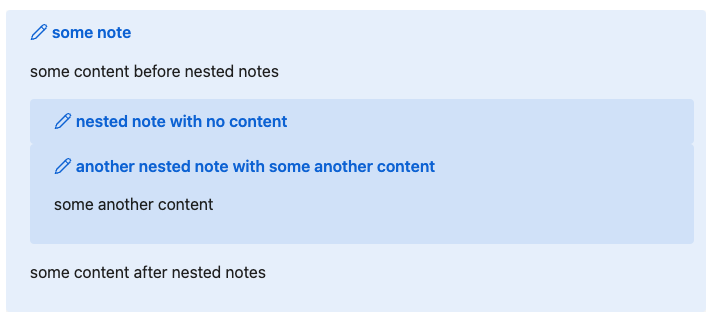 some note
some content before nested notes
nested note with no content
another nested note with some another content
some another content
some content after nested notes